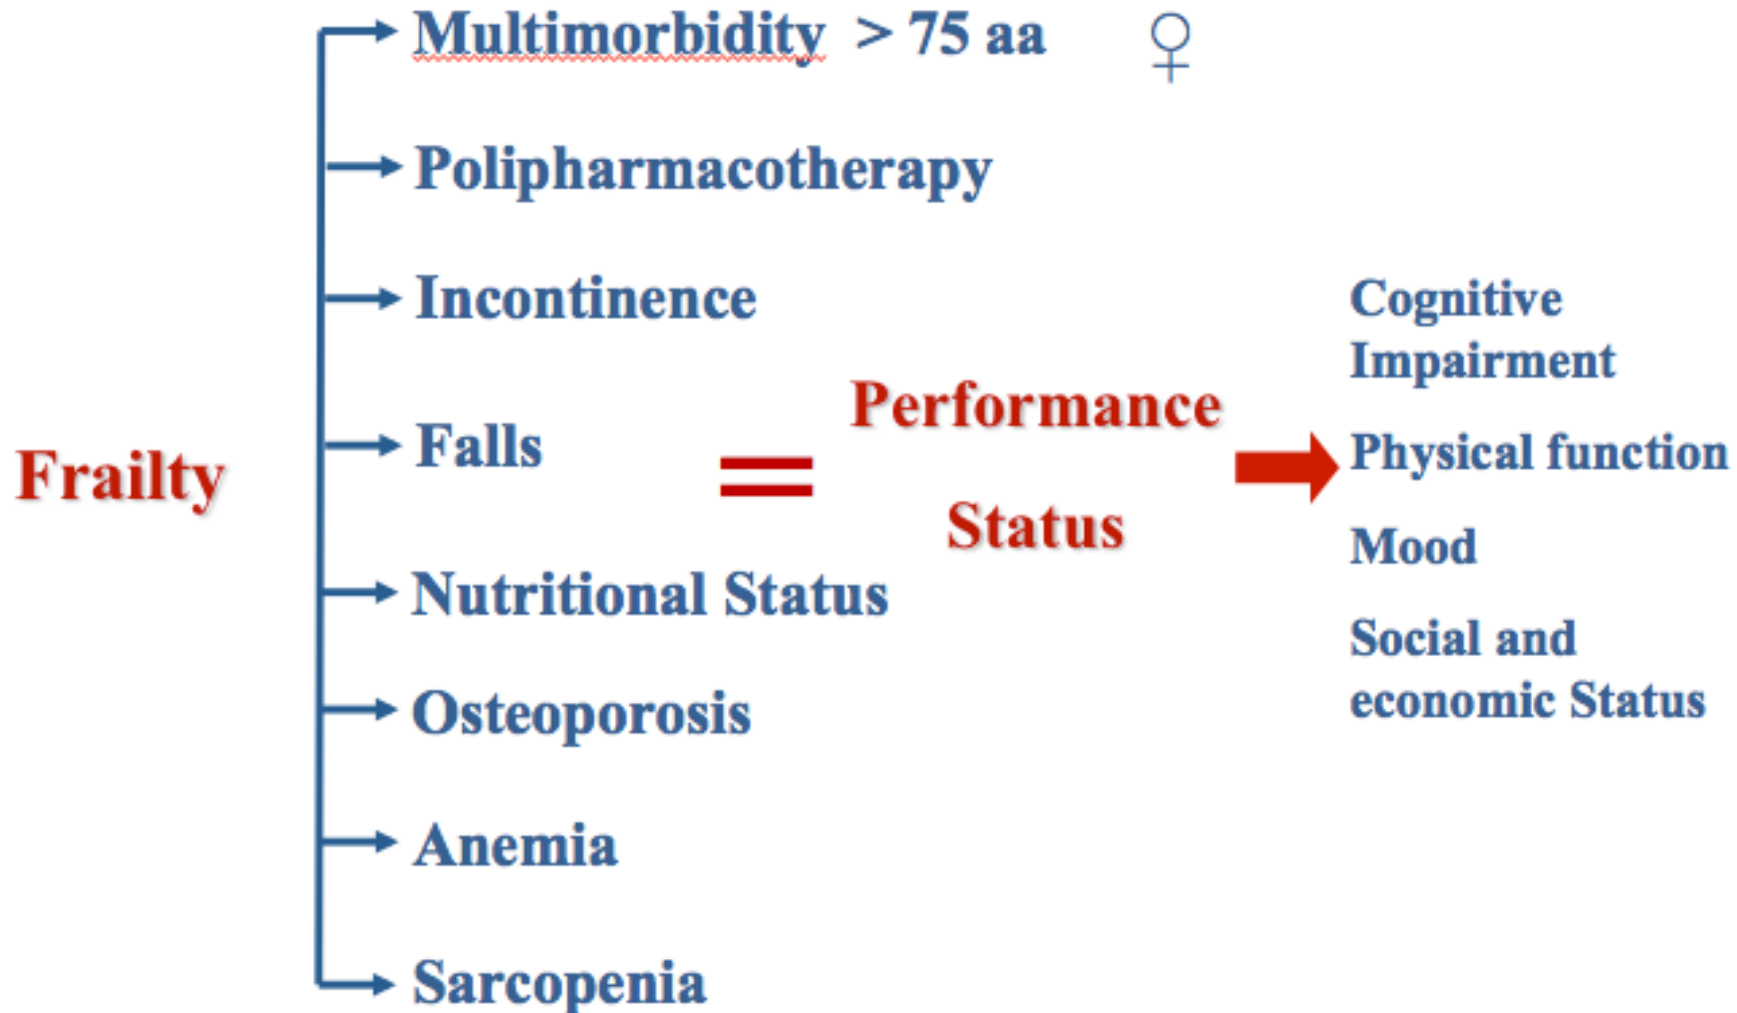 Multimorbidity > 75 aa ♀
Polipharmacotherapy
Incontinence
Falls
Frailty
Nutritional Status
Osteoporosis
Anemia
Sarcopenia
=
Performance
Status
Cognitive
Impairment
Physical function
Mood
Social and
economic Status